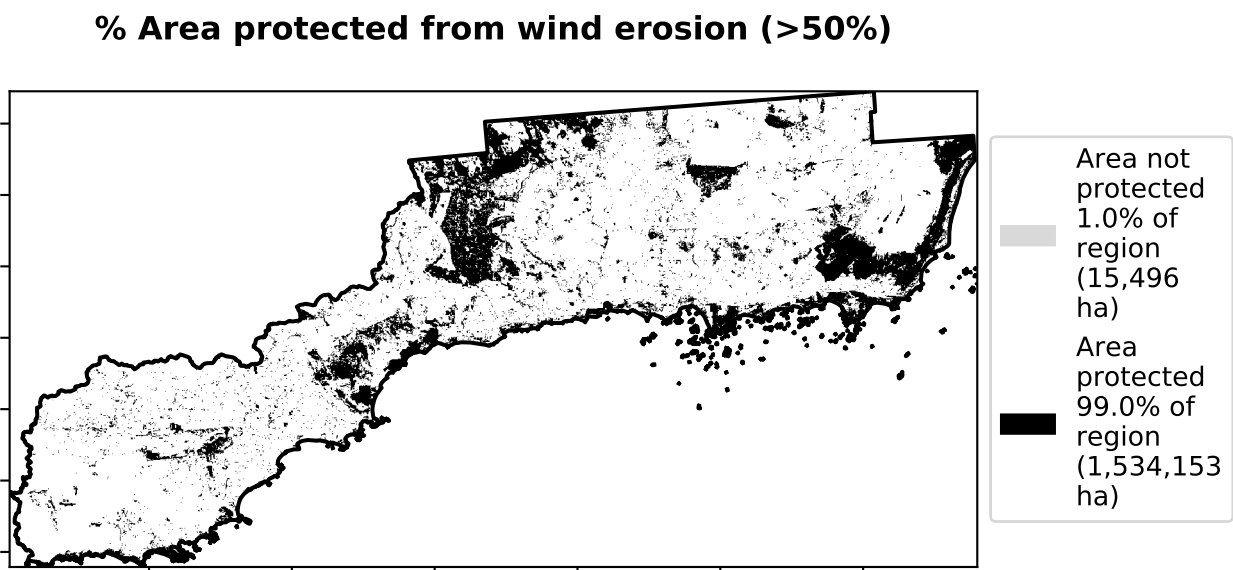 % Area protected from wind erosion (>50%)
Area not
protected
1.0% of
region
(15,496
ha)
Area
protected
99.0% of
region
(1,534,153
ha)